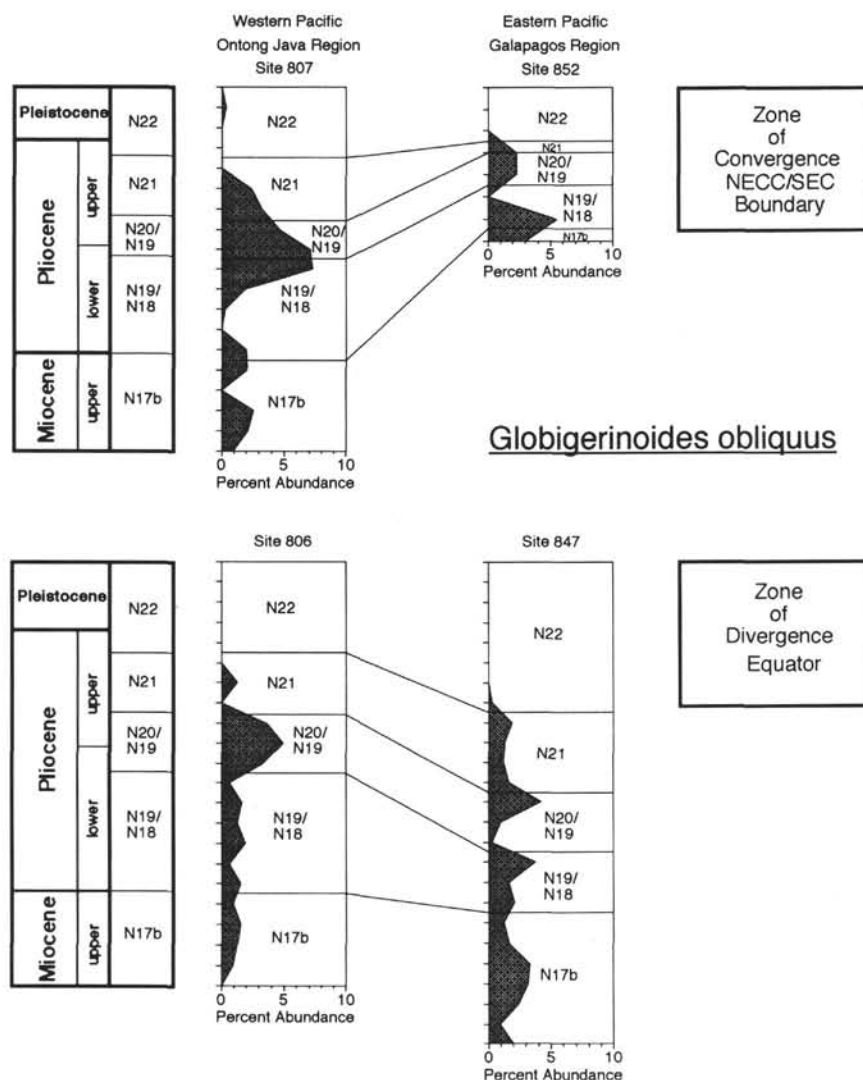 Western Pacific
Ontong Java Region
Site 807
Eastern Pacific
Galapagos Region
Site 852
Pleistocene
Pliocene
Miocene
upper
lower
upper
N22
N21
N20/
N19
N19/
N18
N17b
N22
N21
N20/
N19
N19/
N18
N17b
0 5 10
Percent Abundance
N22
N21
N20/
N19
N19/
N18
N17b
0 5 10
Percent Abundance
Zone
of
Convergence
NECC/SEC
Boundary
Globigerinoides obliquus
Site 806
Site 847
Pleistocene
Pliocene
Miocene
upper
lower
upper
N22
N21
N20/
N19
N19/
N18
N17b
N22
N21
N20/
N19
N19/
N18
N17b
0 5 10
Percent Abundance
N22
N21
N20/
N19
N19/
N18
N17b
0 5 10
Percent Abundance
Zone
of
Divergence
Equator